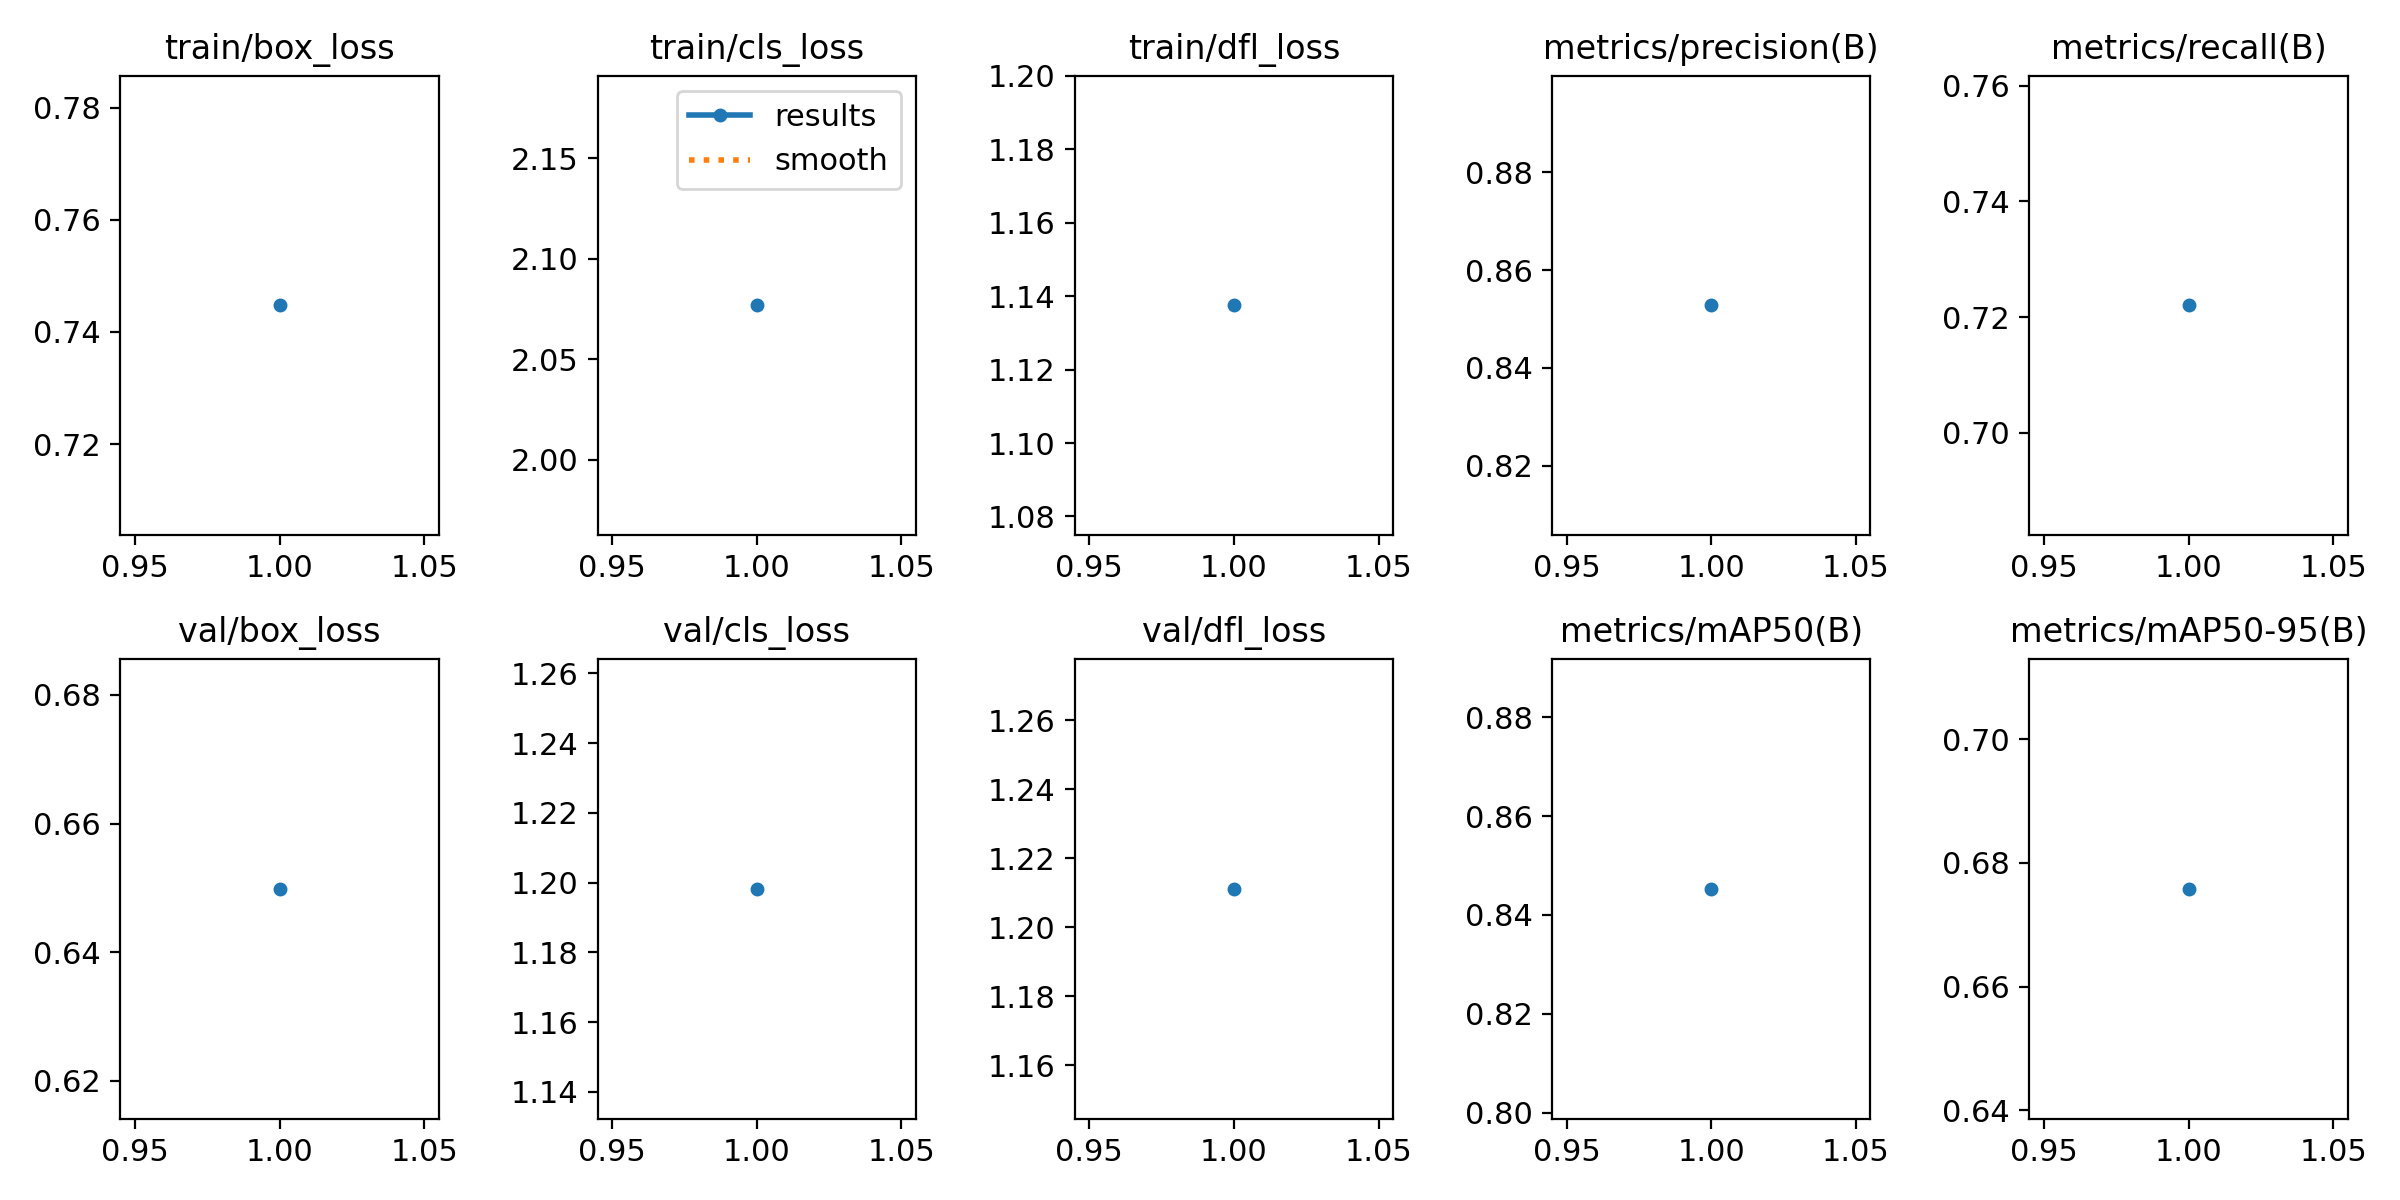 train/box_loss
0.78
0.76
0.74
0.72
0.95 1.00 1.05
train/cls_loss
results
smooth
2.15
2.10
2.05
2.00
0.95 1.00 1.05
train/dfl_loss
1.20
1.18
1.16
1.14
1.12
1.10
1.08
0.95 1.00 1.05
metrics/precision(B)
0.88
0.86
0.84
0.82
0.95 1.00 1.05
metrics/recall(B)
0.76
0.74
0.72
0.70
0.95 1.00 1.05
val/box_loss
0.68
0.66
0.64
0.62
0.95 1.00 1.05
val/cls_loss
1.26
1.24
1.22
1.20
1.18
1.16
1.14
0.95 1.00 1.05
val/dfl_loss
1.26
1.24
1.22
1.20
1.18
1.16
0.95 1.00 1.05
metrics/mAP50(B)
0.88
0.86
0.84
0.82
0.80
0.95 1.00 1.05
metrics/mAP50-95(B)
0.70
0.68
0.66
0.64
0.95 1.00 1.05